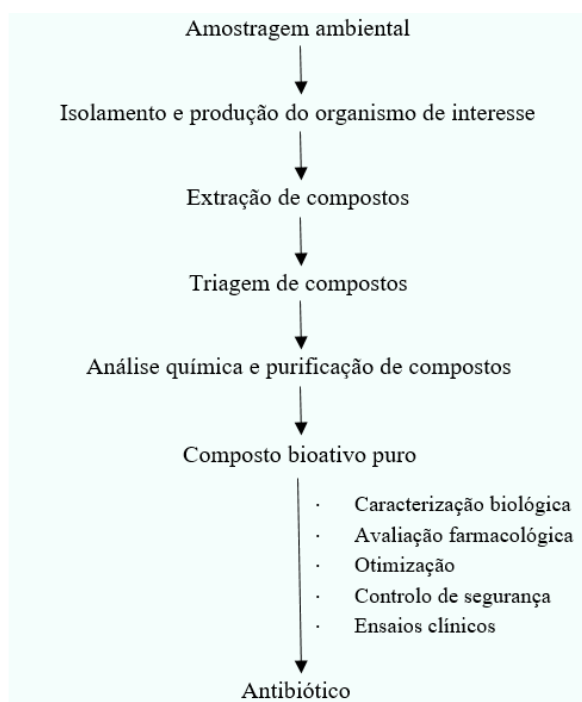 Amostragem ambiental
Isolamento e produção do organismo de interesse
Extração de compostos
Triagem de compostos
Análise química e purificação de compostos
Composto bioativo puro
· Caracterização biológica
· Avaliação farmacológica
· Otimização
· Controlo de segurança
· Ensaios clínicos
Antibiótico